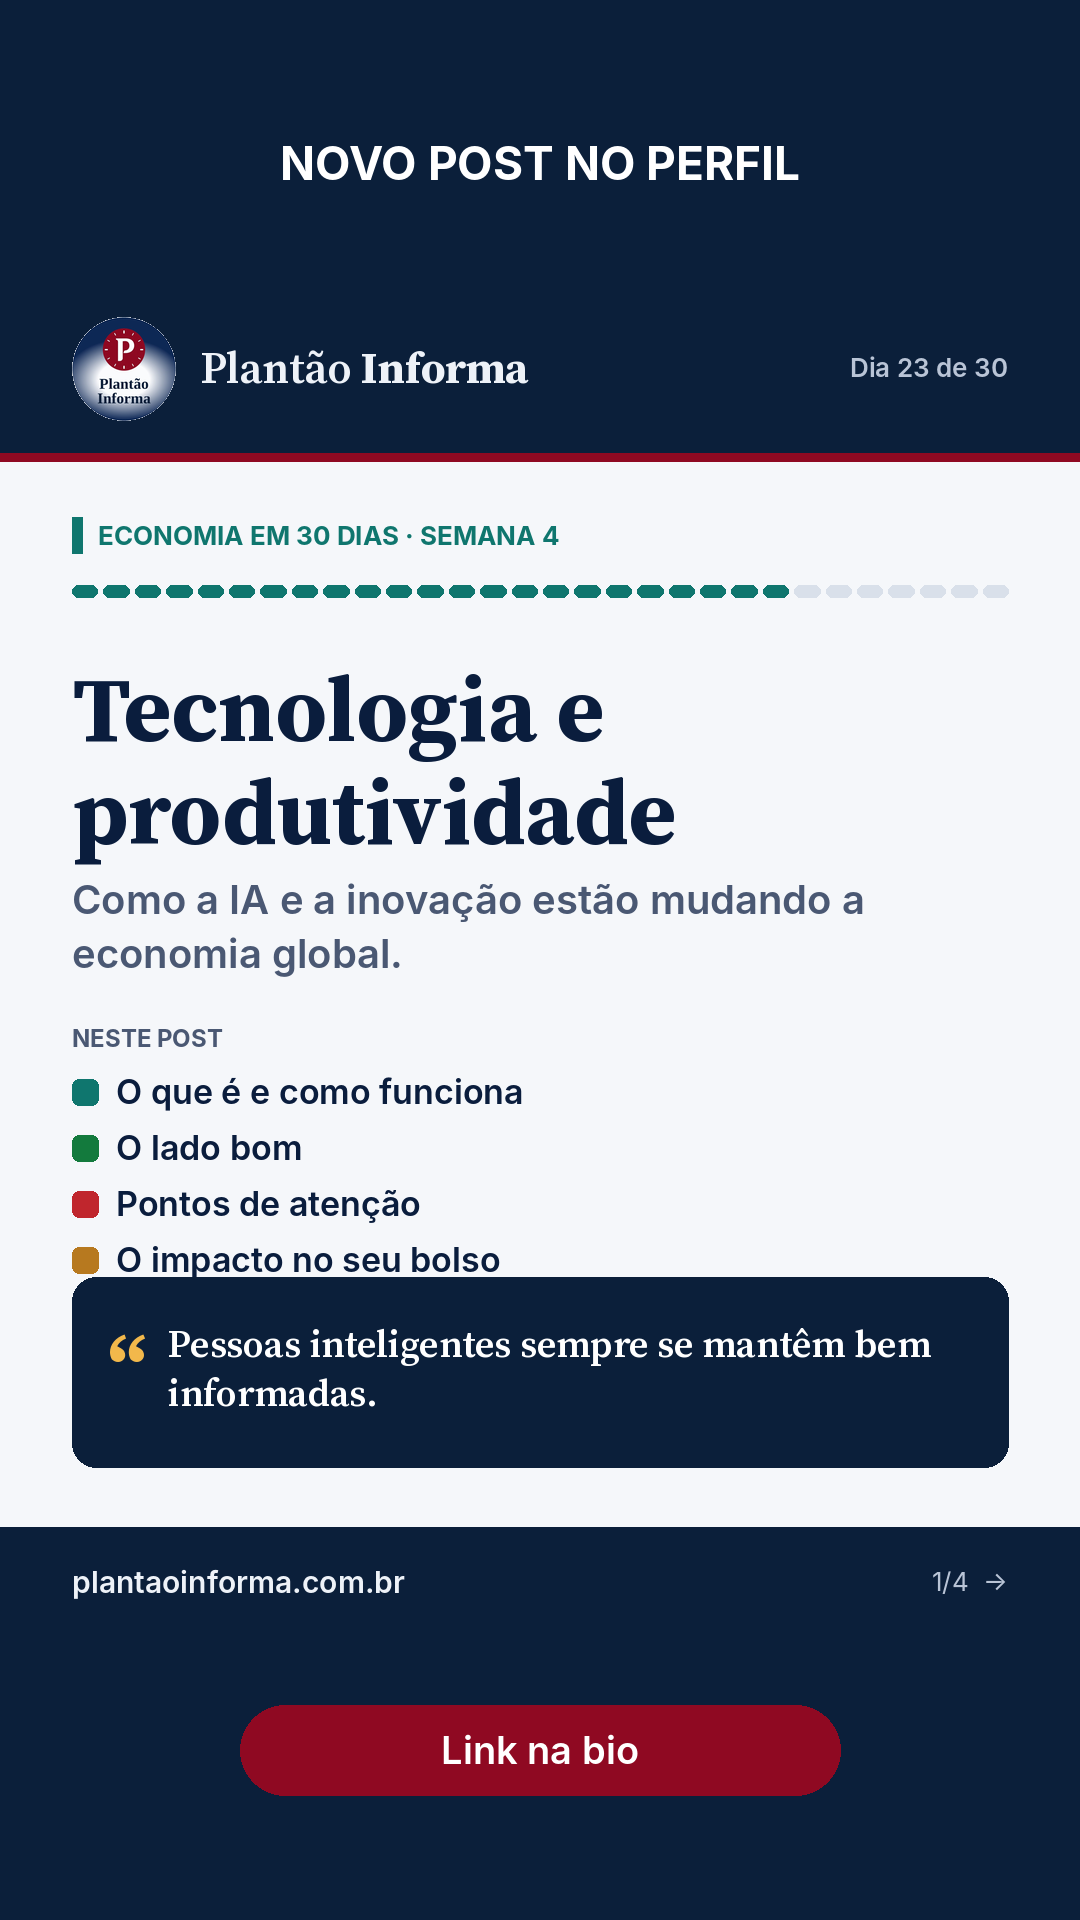 NOVO POST NO PERFIL
P
Plantão
Informa
Plantão Informa
Dia 23 de 30
ECONOMIA EM 30 DIAS · SEMANA 4
Tecnologia e
produtividade
Como a IA e a inovação estão mudando a
economia global.
NESTE POST
O que é e como funciona
O lado bom
Pontos de atenção
O impacto no seu bolso
“ Pessoas inteligentes sempre se mantêm bem
informadas.
plantaoinforma.com.br
1/4 →
Link na bio